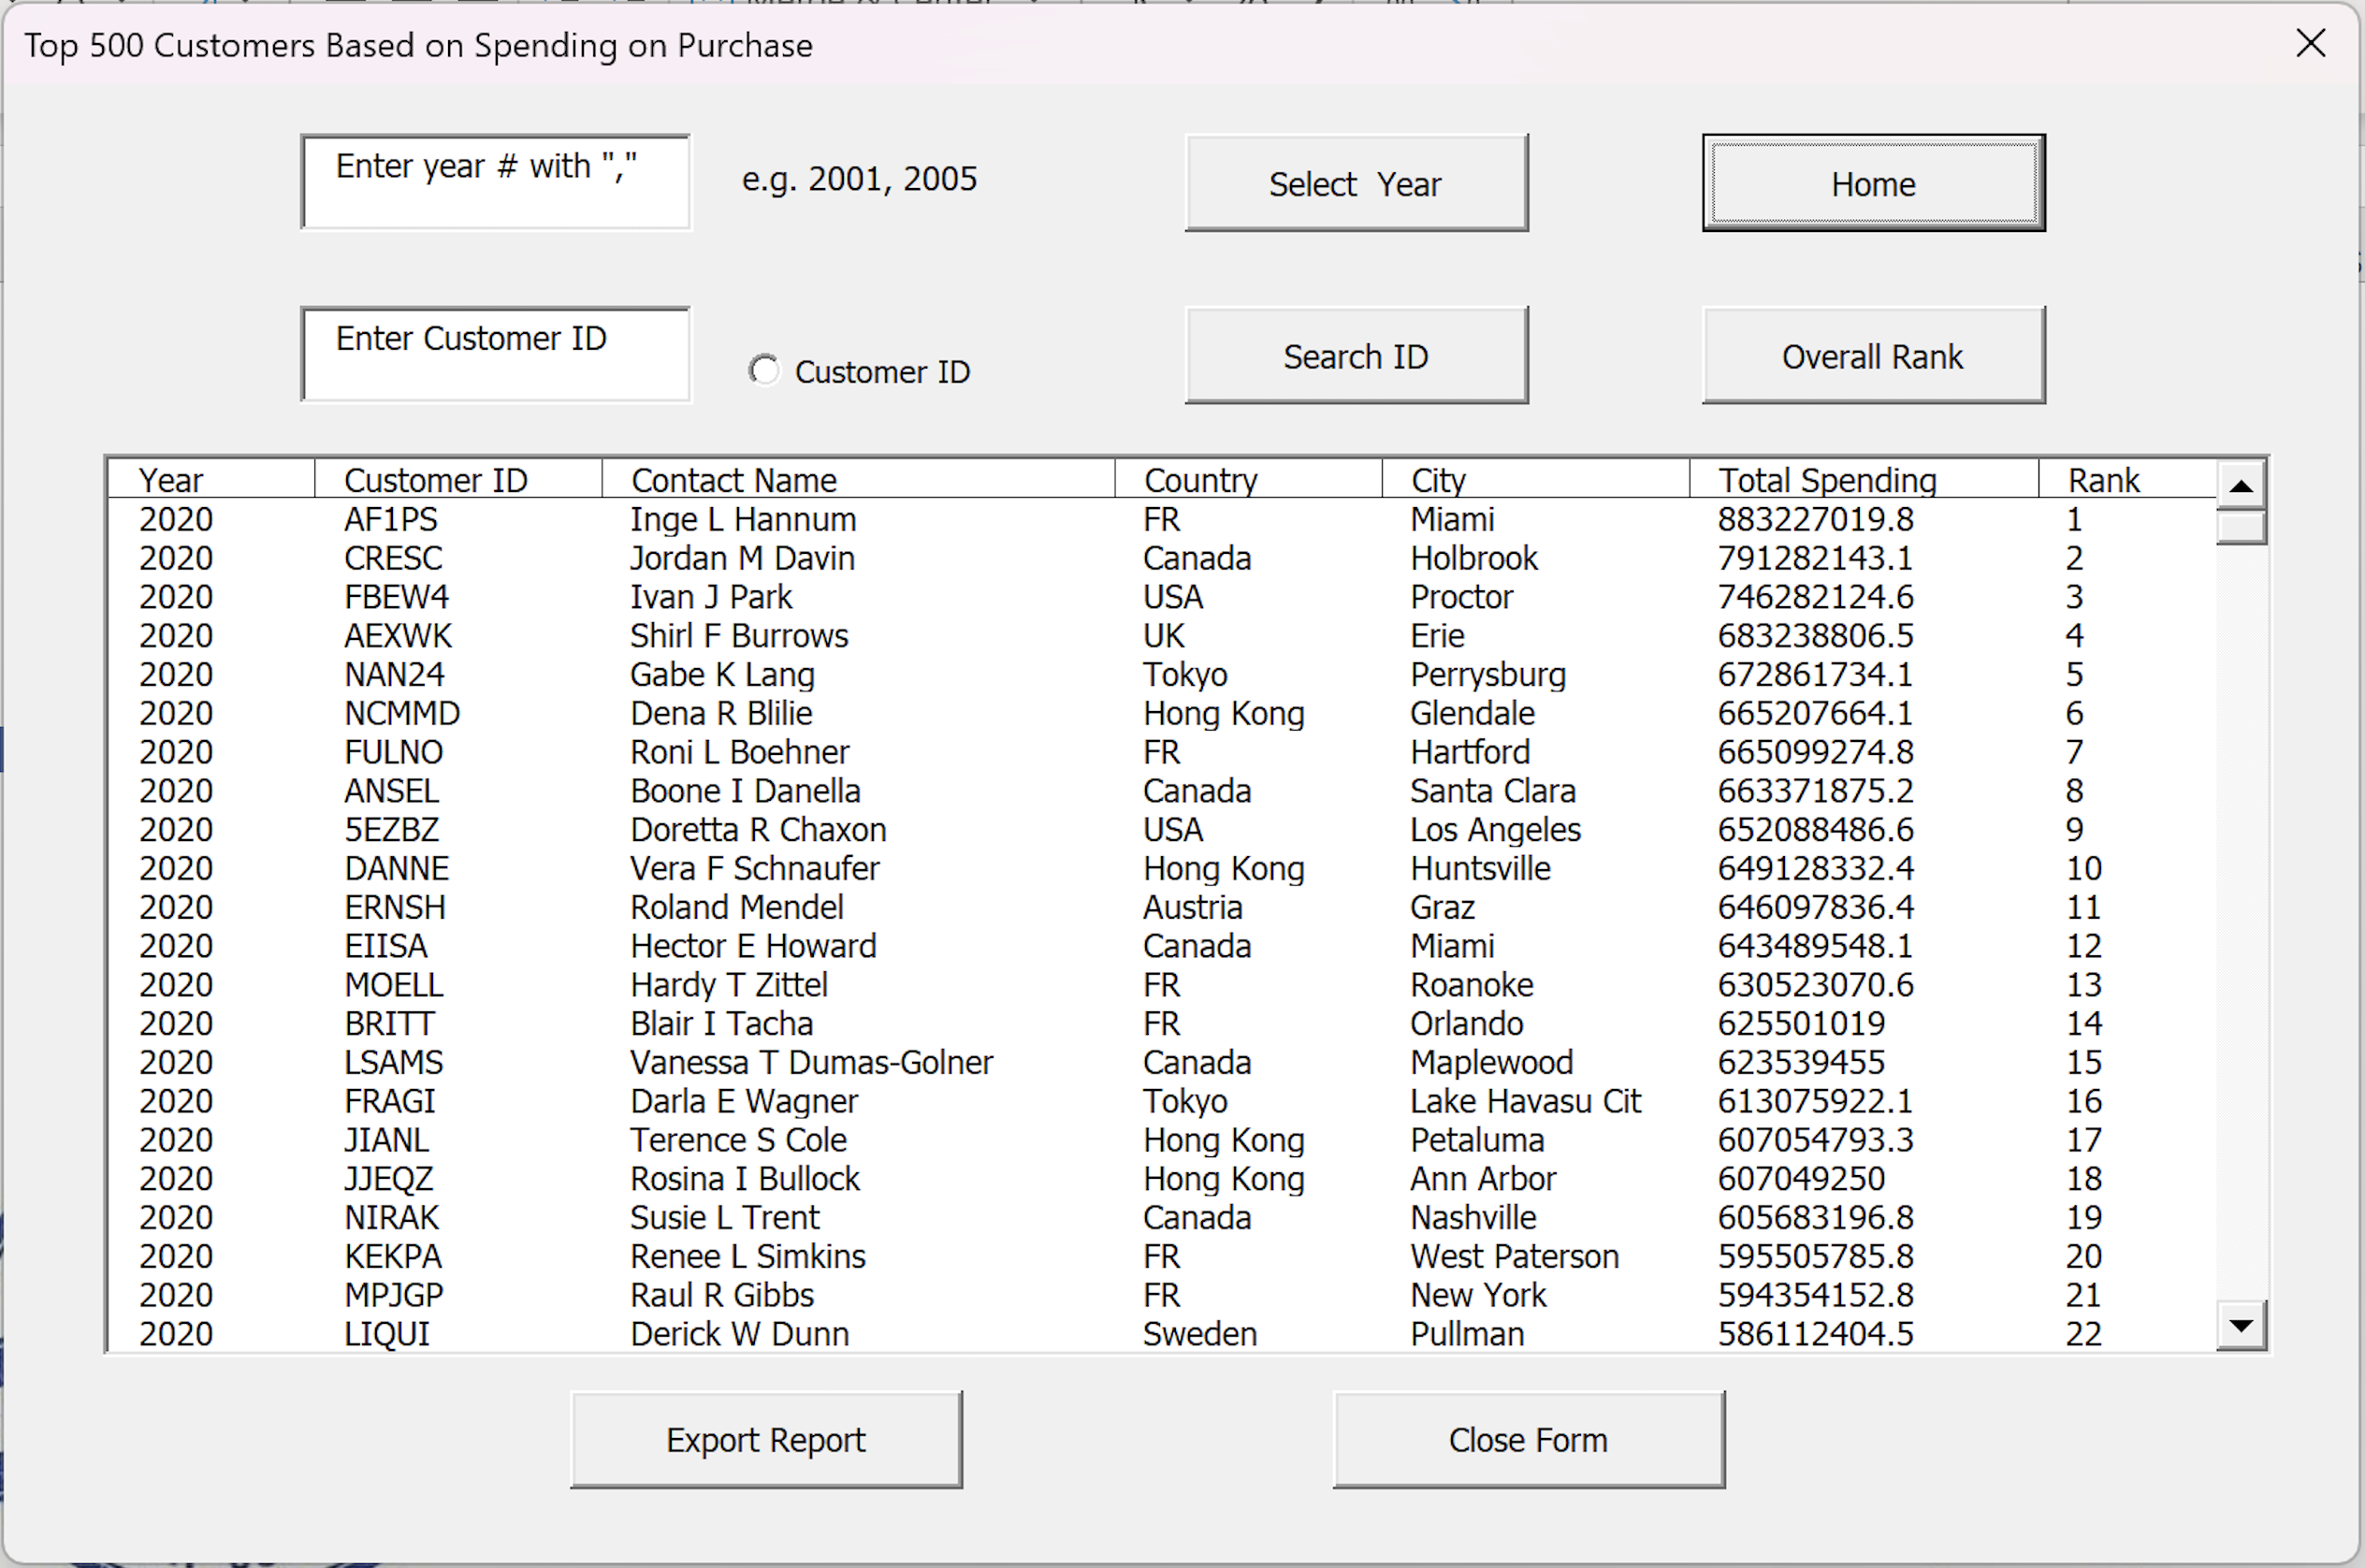 Merge & Center
Top 500 Customers Based on Spending on Purchase
Enter year # with "," e.g. 2001, 2005 Select  Year Home
Enter Customer ID Customer ID Search ID Overall Rank
Year Customer ID Contact Name Country City Total Spending Rank
2020 AF1PS Inge L Hannum FR Miami 883227019.8 1
2020 CRESC Jordan M Davin Canada Holbrook 791282143.1 2
2020 FBEW4 Ivan J Park USA Proctor 746282124.6 3
2020 AEXWK Shirl F Burrows UK Erie 683238806.5 4
2020 NAN24 Gabe K Lang Tokyo Perrysburg 672861734.1 5
2020 NCMMD Dena R Blilie Hong Kong Glendale 665207664.1 6
2020 FULNO Roni L Boehner FR Hartford 665099274.8 7
2020 ANSEL Boone I Danella Canada Santa Clara 663371875.2 8
2020 5EZBZ Doretta R Chaxon USA Los Angeles 652088486.6 9
2020 DANNE Vera F Schnaufer Hong Kong Huntsville 649128332.4 10
2020 ERNSH Roland Mendel Austria Graz 646097836.4 11
2020 EIISA Hector E Howard Canada Miami 643489548.1 12
2020 MOELL Hardy T Zittel FR Roanoke 630523070.6 13
2020 BRITT Blair I Tacha FR Orlando 625501019 14
2020 LSAMS Vanessa T Dumas-Golner Canada Maplewood 623539455 15
2020 FRAGI Darla E Wagner Tokyo Lake Havasu Cit 613075922.1 16
2020 JIANL Terence S Cole Hong Kong Petaluma 607054793.3 17
2020 JJEQZ Rosina I Bullock Hong Kong Ann Arbor 607049250 18
2020 NIRAK Susie L Trent Canada Nashville 605683196.8 19
2020 KEKPA Renee L Simkins FR West Paterson 595505785.8 20
2020 MPJGP Raul R Gibbs FR New York 594354152.8 21
2020 LIQUI Derick W Dunn Sweden Pullman 586112404.5 22
Export Report Close Form